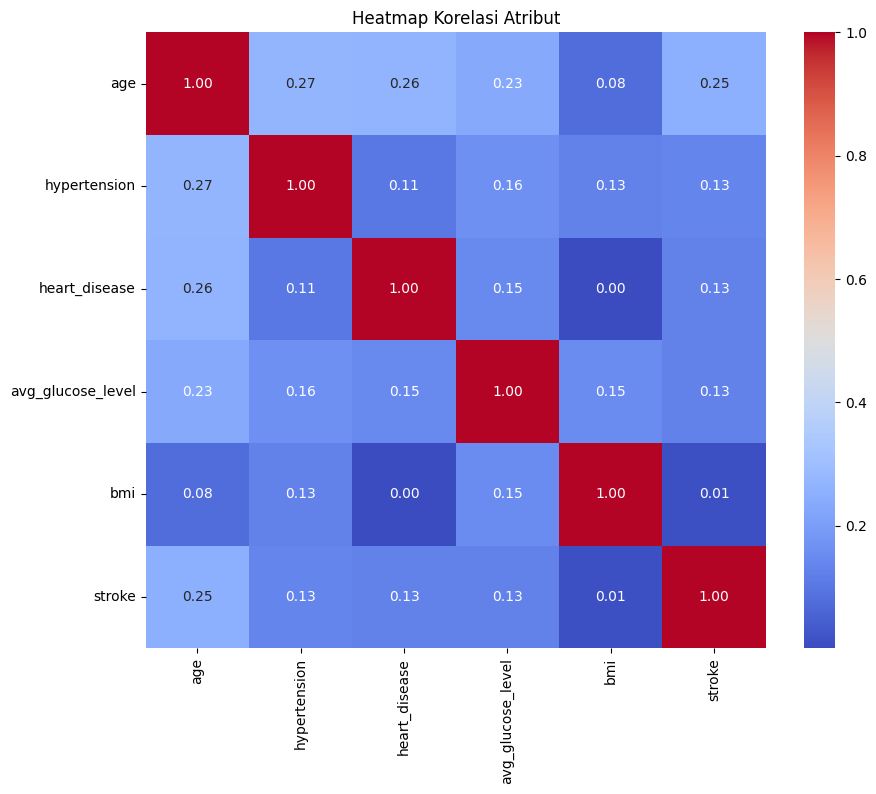 Heatmap Korelasi Atribut
age 1.00 0.27 0.26 0.23 0.08 0.25
hypertension 0.27 1.00 0.11 0.16 0.13 0.13
heart_disease 0.26 0.11 1.00 0.15 0.00 0.13
avg_glucose_level 0.23 0.16 0.15 1.00 0.15 0.13
bmi 0.08 0.13 0.00 0.15 1.00 0.01
stroke 0.25 0.13 0.13 0.13 0.01 1.00
age
hypertension
heart_disease
avg_glucose_level
bmi
stroke
1.0
0.8
0.6
0.4
0.2